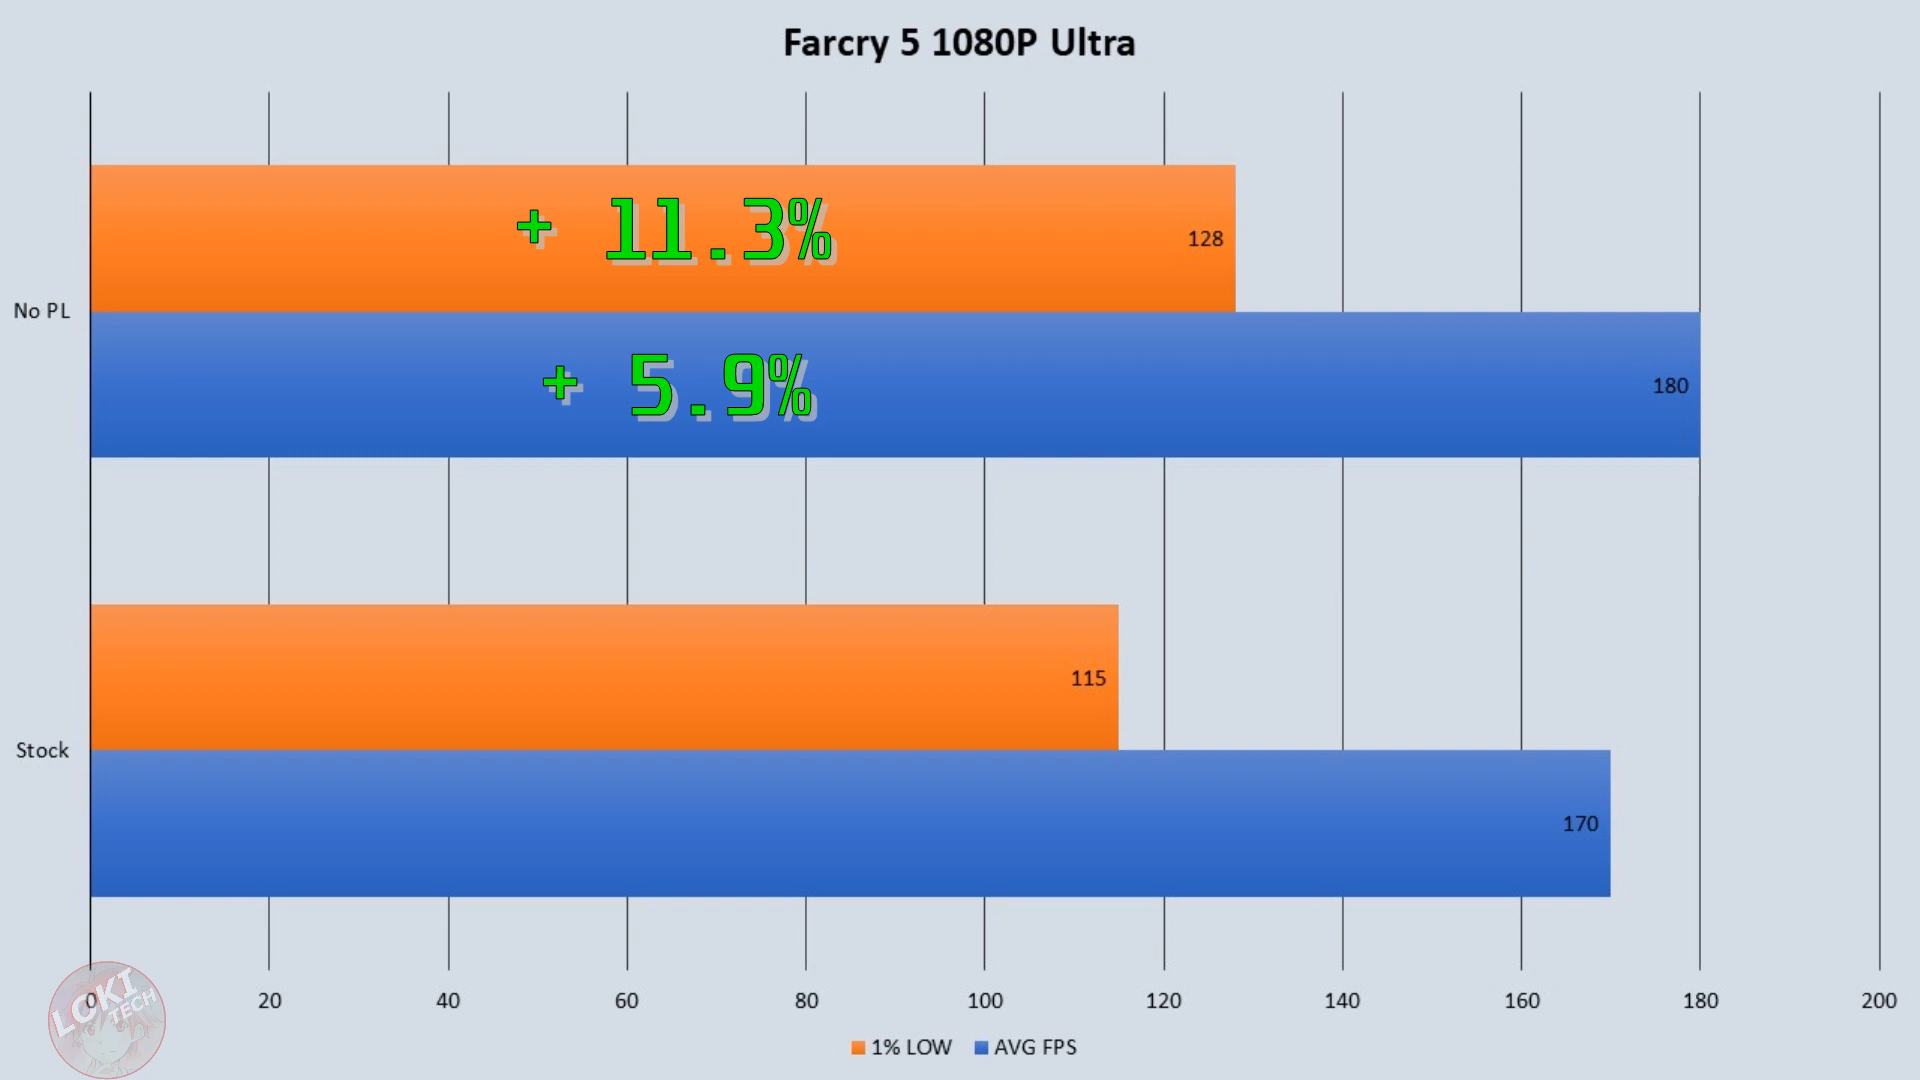 Farcry 5 1080P Ultra
+ 11.3%
128
No PL
+ 5.9%
180
115
Stock
170
LOKI
TECH
0 20 40 60 80 100 120 140 160 180 200
1% LOW AVG FPS